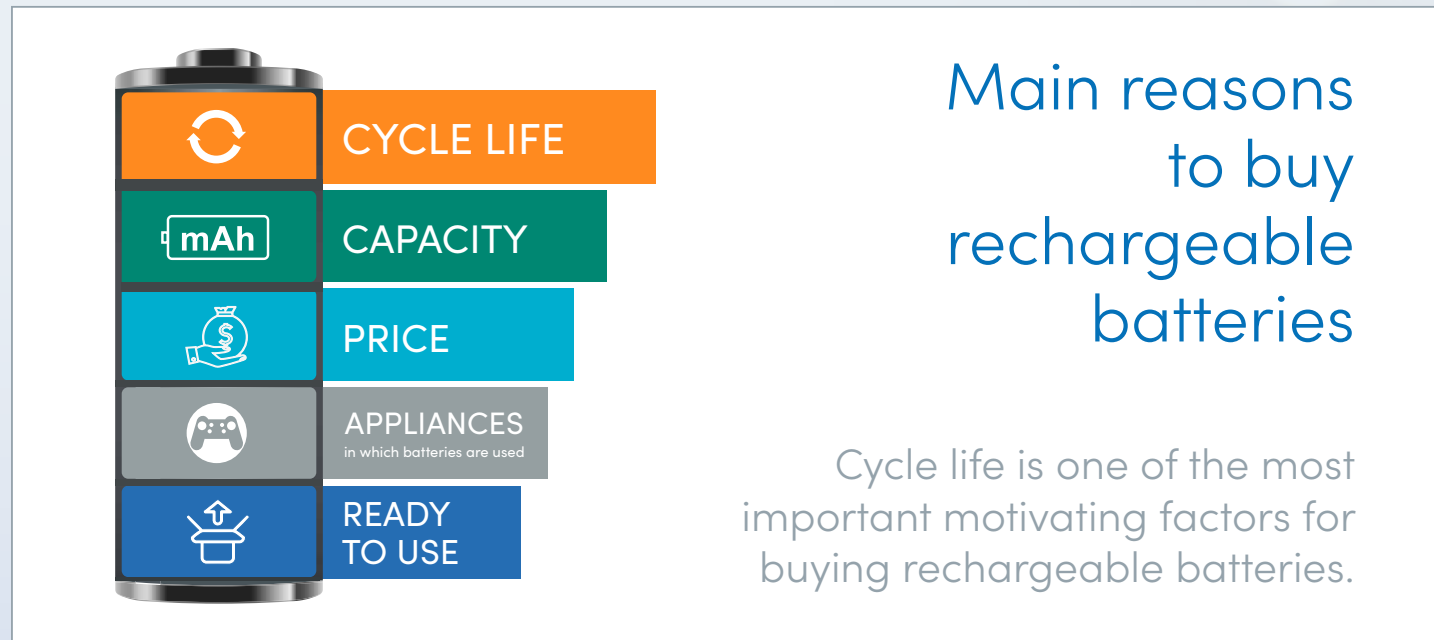 CYCLE LIFE
mAh
CAPACITY
$
PRICE
APPLIANCES
in which batteries are used
READY
TO USE
Main reasons
to buy
rechargeable
batteries
Cycle life is one of the most
important motivating factors for
buying rechargeable batteries.